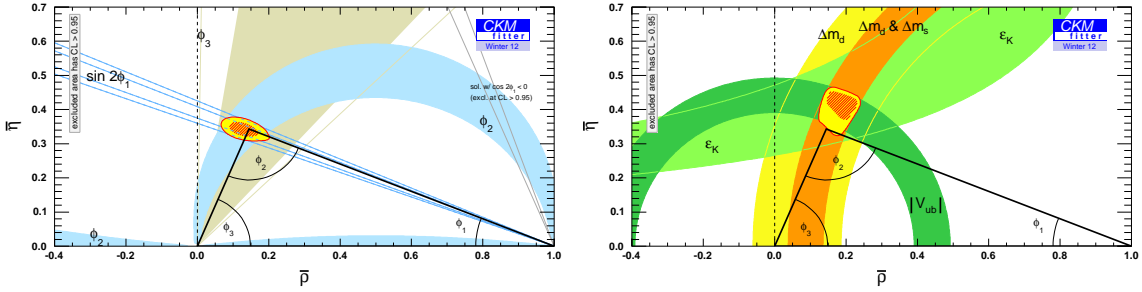 excluded area has CL > 0.95
φ3
CKM
fitter
Winter 12
sin 2φ1
sol. w/ cos 2φ1 < 0
(excl. at CL > 0.95)
φ2
φ2
φ2
φ3
φ1
η
0.7
0.6
0.5
0.4
0.3
0.2
0.1
0.0
-0.4
-0.2
0.0
0.2
0.4
0.6
0.8
1.0
ρ
excluded area has CL > 0.95
Δmd
Δmd & Δms
εK
CKM
fitter
Winter 12
εK
φ2
|Vub|
φ3
φ1
η
0.7
0.6
0.5
0.4
0.3
0.2
0.1
0.0
-0.4
-0.2
0.0
0.2
0.4
0.6
0.8
1.0
ρ